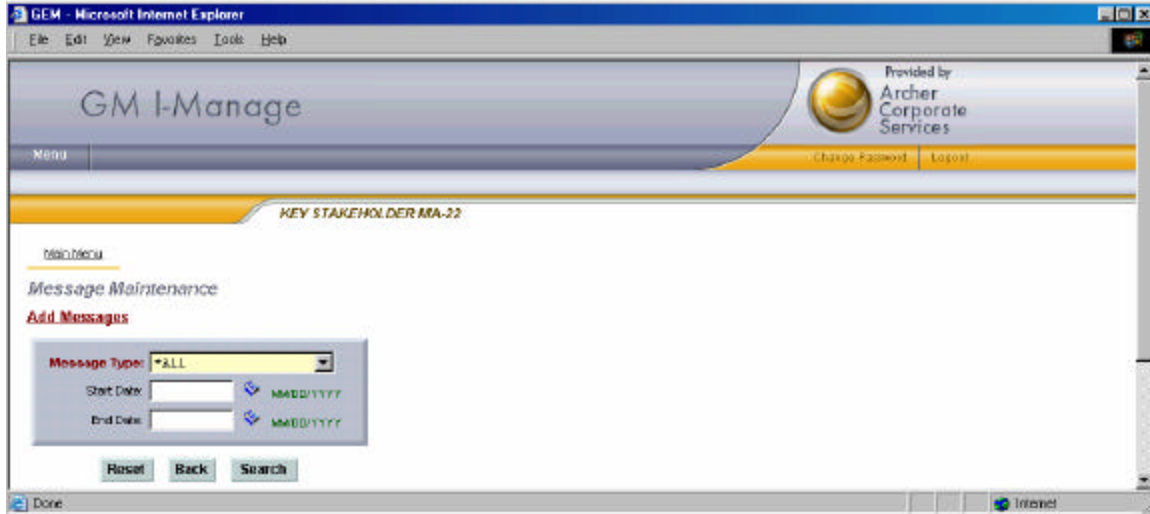 GEM - Microsoft Internet Explorer
File Edit View Favorites Tools Help
GM I-Manage
Provided by
Archer
Corporate
Services
Menu
Change Password Logout
KEY STAKEHOLDER MA-22
Main Menu
Message Maintenance
Add Messages
Message Type: *ALL
Start Date: MM/DD/YYYY
End Date: MM/DD/YYYY
Reset Back Search
Done Internet